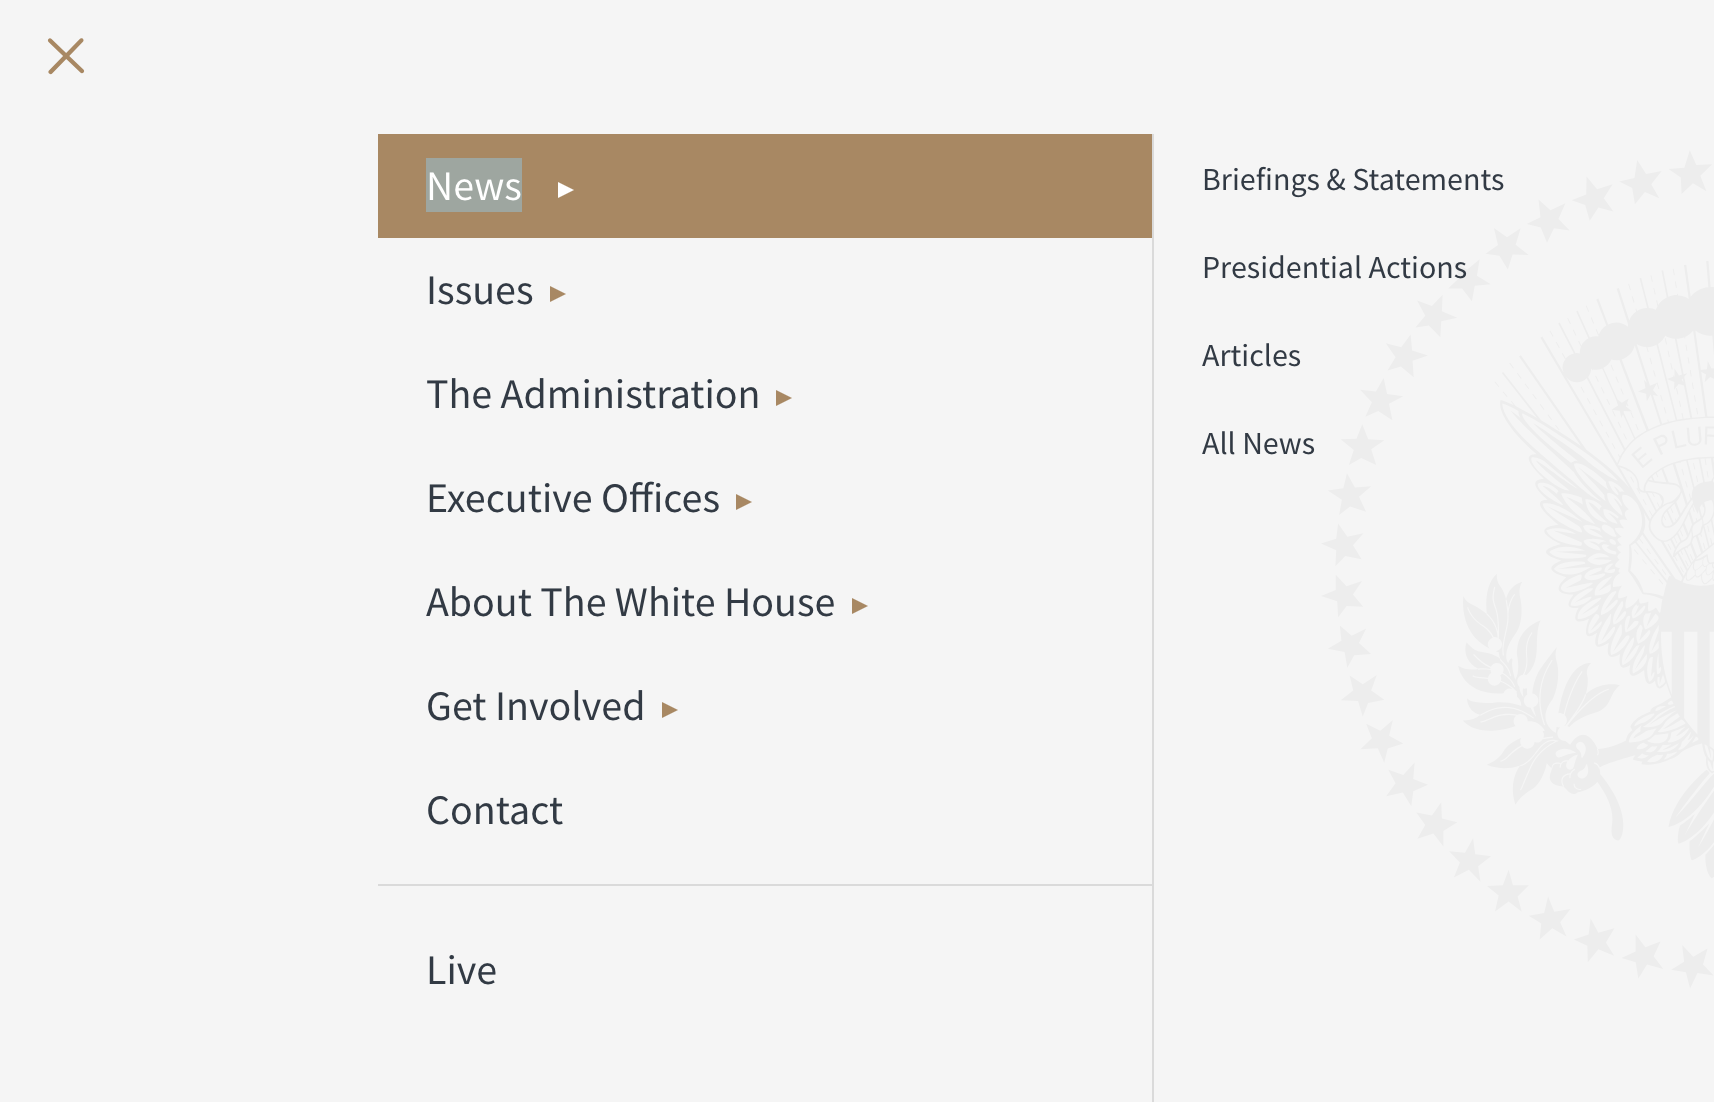 News ▸
Issues ▸
The Administration ▸
Executive Offices ▸
About The White House ▸
Get Involved ▸
Contact
Live
Briefings & Statements
Presidential Actions
Articles
All News
E PLUR